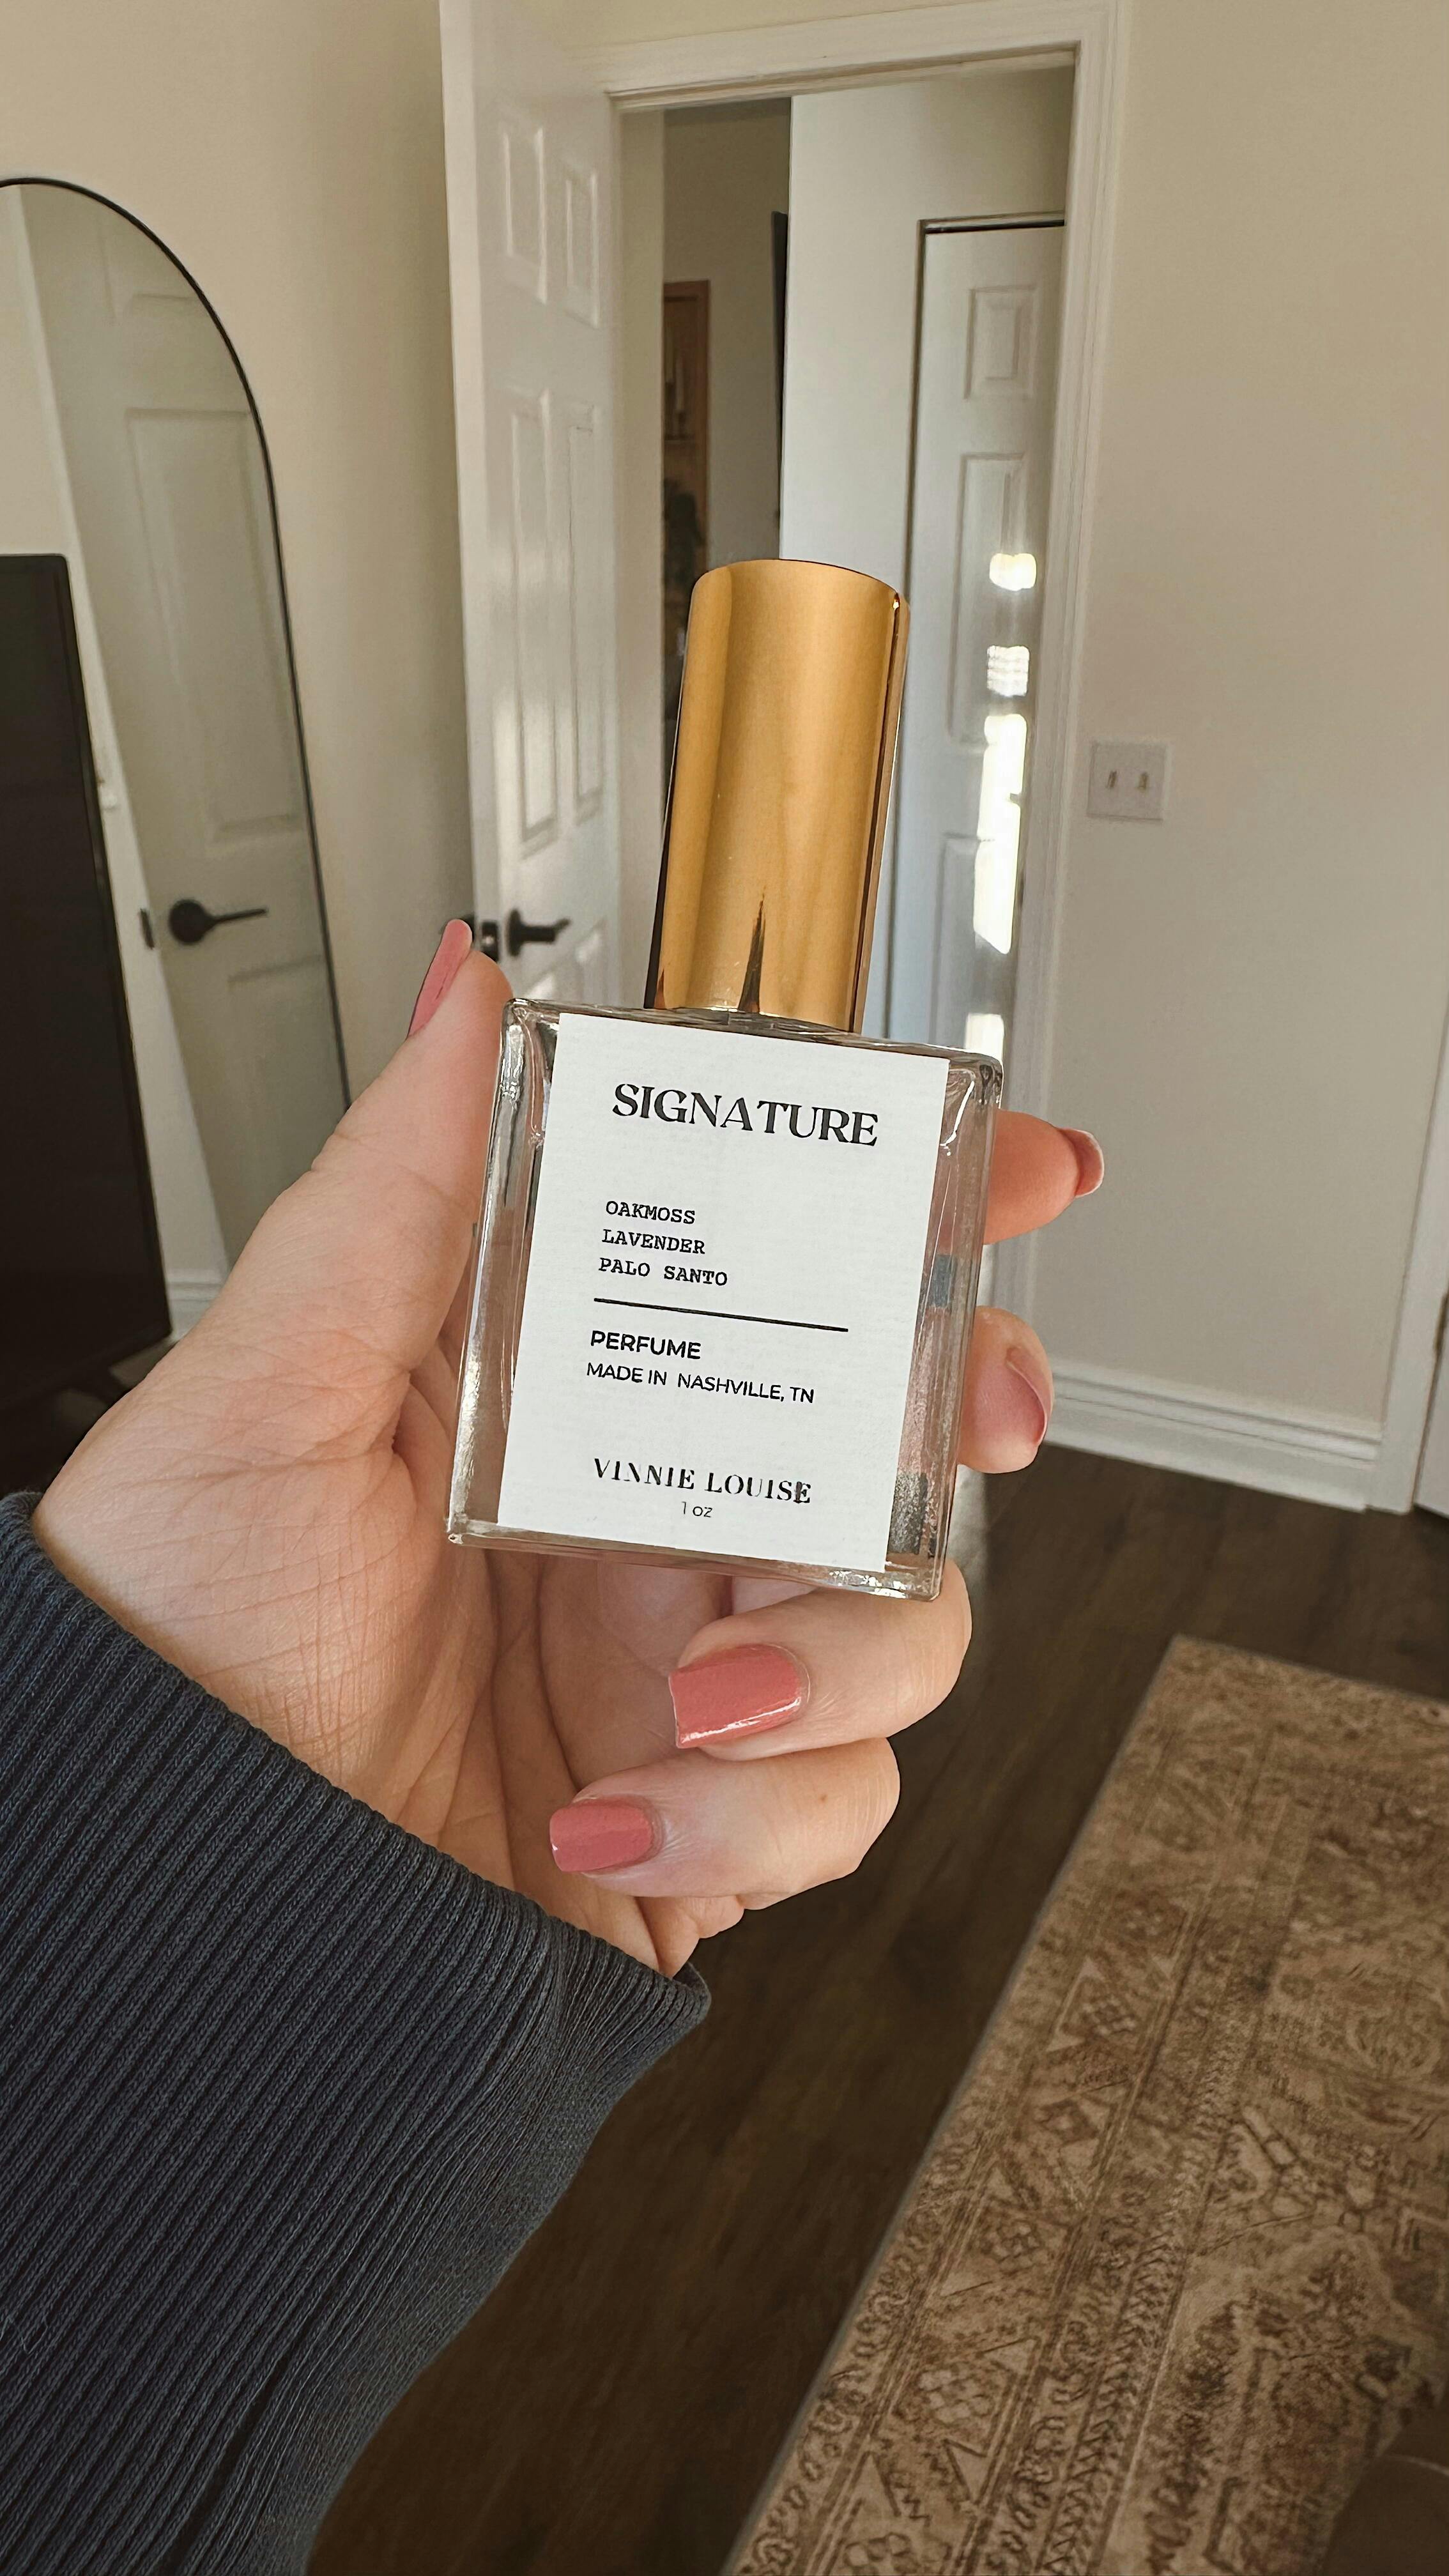 SIGNATURE
OAKMOSS
LAVENDER
PALO SANTO
PERFUME
MADE IN NASHVILLE, TN
VINNIE LOUISE
1 oz